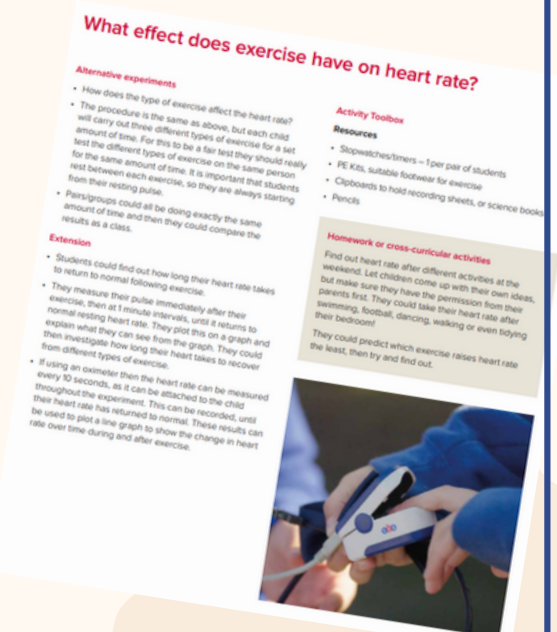 What effect does exercise have on heart rate?
Alternative experiments
• How does the type of exercise affect the heart rate?
• The procedure is the same as above, but each child
will carry out three different types of exercise for a set
amount of time. For this to be a fair test they should really
test the different types of exercise on the same person
for the same amount of time. It is important that students
rest between each exercise, so they are always starting
from their resting pulse.
• Pairs/groups could all be doing exactly the same
amount of time and then they could compare the
results as a class.
Extension
• Students could find out how long their heart rate takes
to return to normal following exercise.
• They measure their pulse immediately after their
exercise, then at 1 minute intervals, until it returns to
normal resting heart rate. They plot this on a graph and
explain what they can see from the graph. They could
then investigate how long their heart takes to recover
from different types of exercise.
• If using an oximeter then the heart rate can be measured
every 10 seconds, as it can be attached to the child
throughout the experiment. This can be recorded, until
their heart rate has returned to normal. These results can
be used to plot a line graph to show the change in heart
rate over time during and after exercise.
Activity Toolbox
Resources
• Stopwatches/timers – 1 per pair of students
• PE Kits, suitable footwear for exercise
• Clipboards to hold recording sheets, or science books
• Pencils
Homework or cross-curricular activities
Find out heart rate after different activities at the
weekend. Let children come up with their own ideas,
but make sure they have the permission from their
parents first. They could take their heart rate after
swimming, football, dancing, walking or even tidying
their bedroom!
They could predict which exercise raises heart rate
the least, then try and find out.